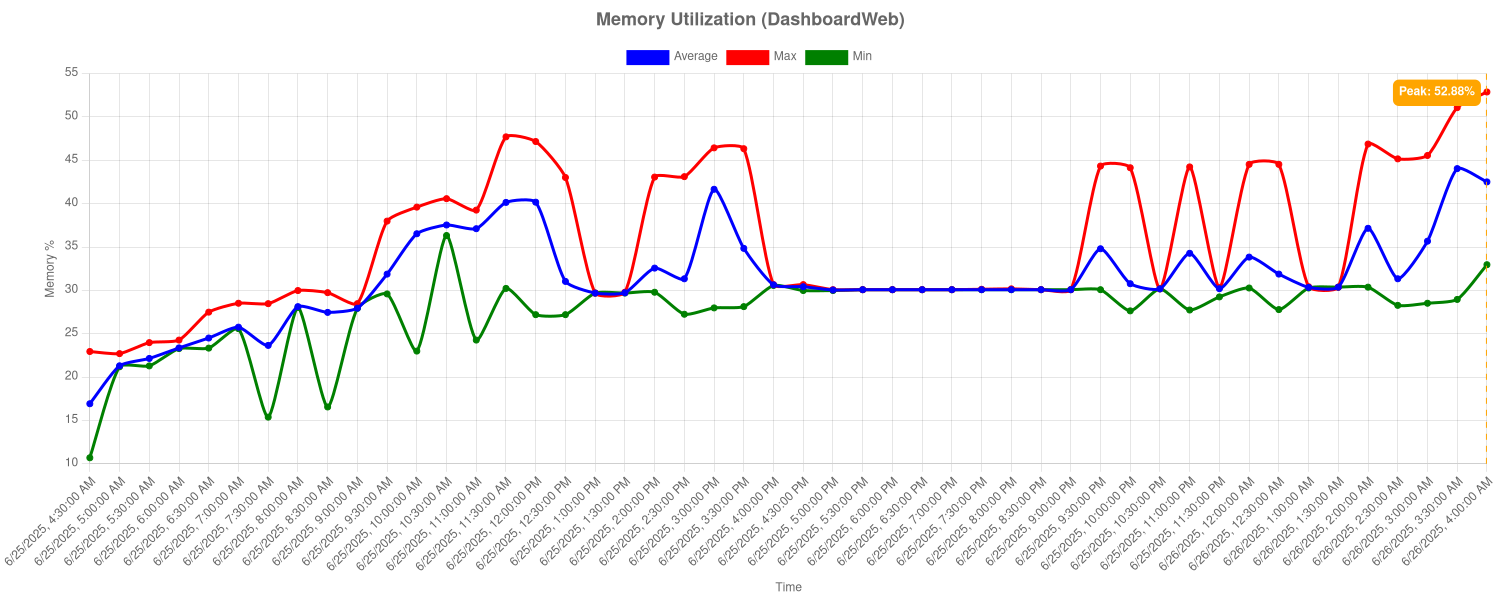 Memory Utilization (DashboardWeb)
Average Max Min
Peak: 52.88%
55
50
45
40
35
30
25
20
15
10
Memory %
6/25/2025, 4:30:00 AM
6/25/2025, 5:00:00 AM
6/25/2025, 5:30:00 AM
6/25/2025, 6:00:00 AM
6/25/2025, 6:30:00 AM
6/25/2025, 7:00:00 AM
6/25/2025, 7:30:00 AM
6/25/2025, 8:00:00 AM
6/25/2025, 8:30:00 AM
6/25/2025, 9:00:00 AM
6/25/2025, 9:30:00 AM
6/25/2025, 10:00:00 AM
6/25/2025, 10:30:00 AM
6/25/2025, 11:00:00 AM
6/25/2025, 11:30:00 AM
6/25/2025, 12:00:00 PM
6/25/2025, 12:30:00 PM
6/25/2025, 1:00:00 PM
6/25/2025, 1:30:00 PM
6/25/2025, 2:00:00 PM
6/25/2025, 2:30:00 PM
6/25/2025, 3:00:00 PM
6/25/2025, 3:30:00 PM
6/25/2025, 4:00:00 PM
6/25/2025, 4:30:00 PM
6/25/2025, 5:00:00 PM
6/25/2025, 5:30:00 PM
6/25/2025, 6:00:00 PM
6/25/2025, 6:30:00 PM
6/25/2025, 7:00:00 PM
6/25/2025, 7:30:00 PM
6/25/2025, 8:00:00 PM
6/25/2025, 8:30:00 PM
6/25/2025, 9:00:00 PM
6/25/2025, 9:30:00 PM
6/25/2025, 10:00:00 PM
6/25/2025, 10:30:00 PM
6/25/2025, 11:00:00 PM
6/25/2025, 11:30:00 PM
6/26/2025, 12:00:00 AM
6/26/2025, 12:30:00 AM
6/26/2025, 1:00:00 AM
6/26/2025, 1:30:00 AM
6/26/2025, 2:00:00 AM
6/26/2025, 2:30:00 AM
6/26/2025, 3:00:00 AM
6/26/2025, 3:30:00 AM
6/26/2025, 4:00:00 AM
Time